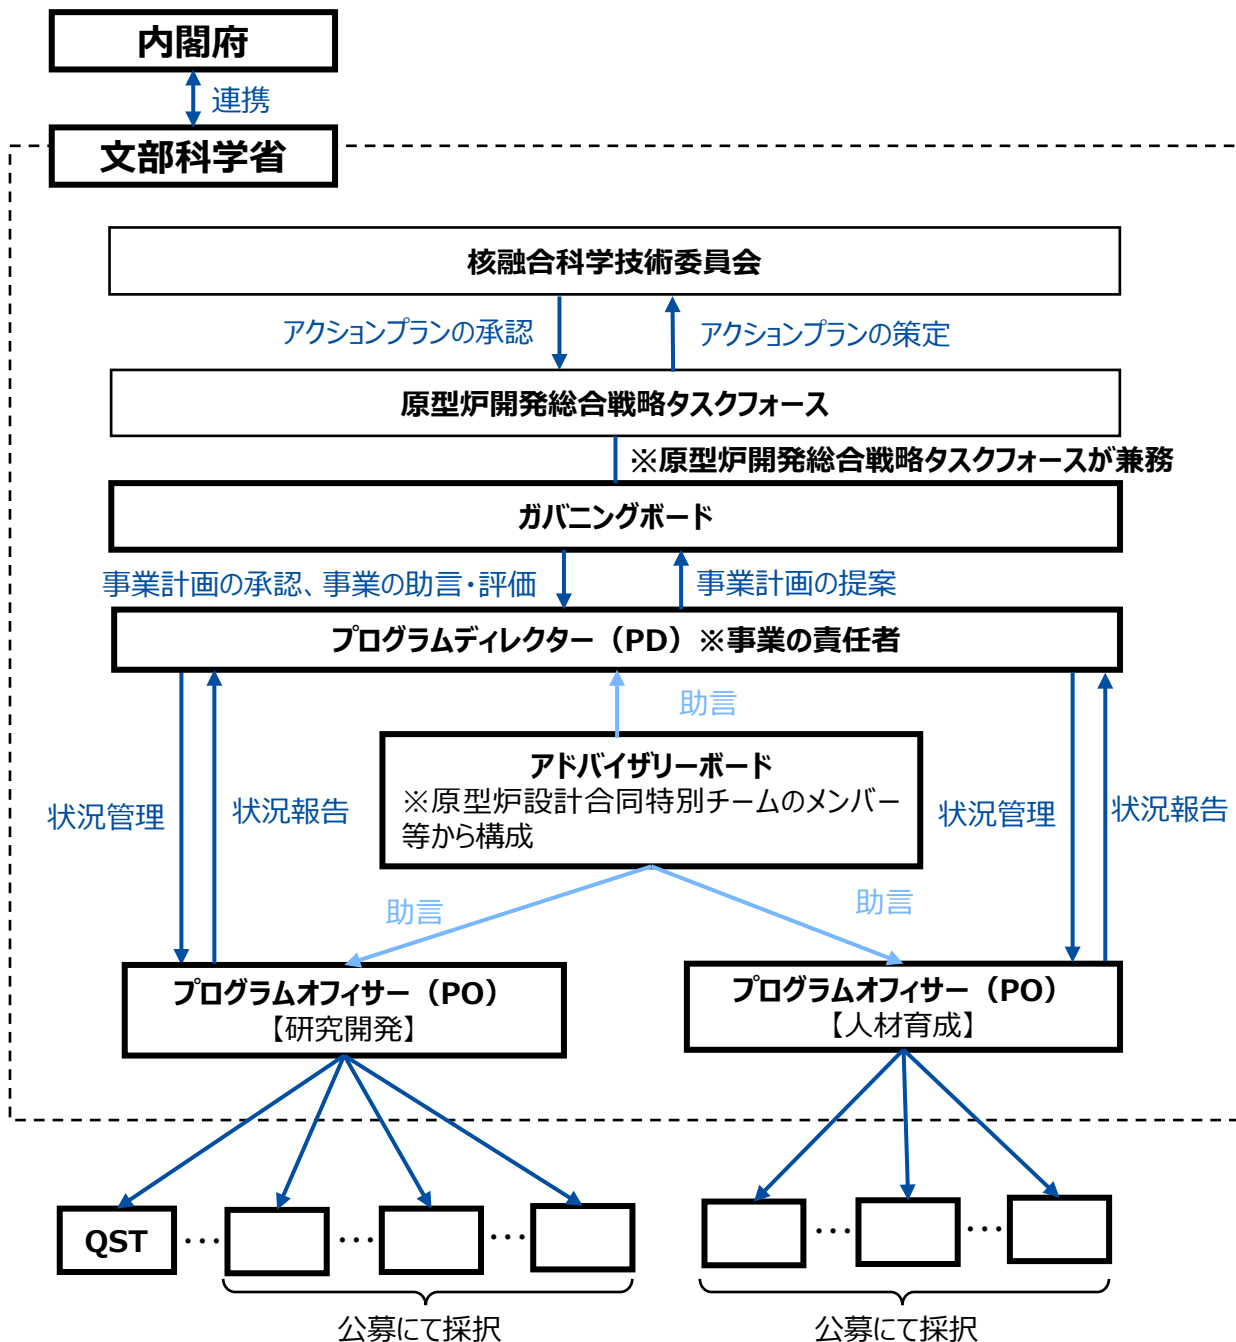 内閣府
連携
文部科学省
核融合科学技術委員会
アクションプランの承認
アクションプランの策定
原型炉開発総合戦略タスクフォース
※原型炉開発総合戦略タスクフォースが兼務
ガバニングボード
事業計画の承認、事業の助言・評価
事業計画の提案
プログラムディレクター（PD）※事業の責任者
助言
アドバイザリーボード
※原型炉設計合同特別チームのメンバー
等から構成
状況管理
状況報告
状況管理
状況報告
助言
助言
プログラムオフィサー（PO）
【研究開発】
プログラムオフィサー（PO）
【人材育成】
QST
…
…
…
…
…
公募にて採択
公募にて採択